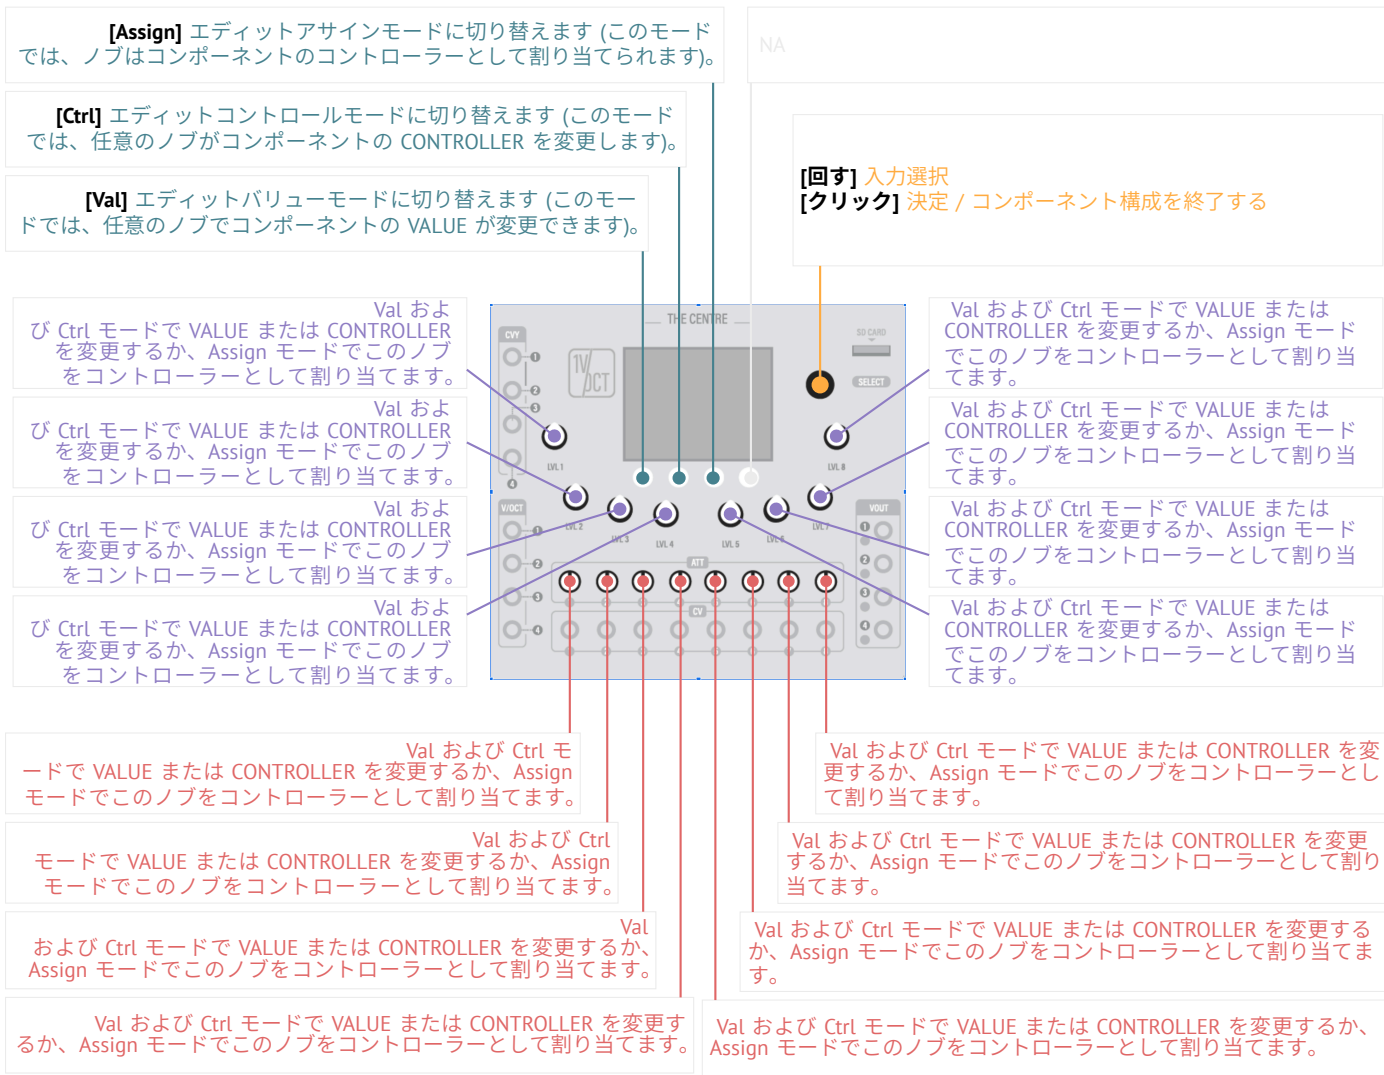 [Assign] エディットアサインモードに切り替えます (このモード
では、ノブはコンポーネントのコントローラーとして割り当てられます)。
NA
[Ctrl] エディットコントロールモードに切り替えます (このモード
では、任意のノブがコンポーネントの CONTROLLER を変更します)。
[Val] エディットバリューモードに切り替えます (このモー
ドでは、任意のノブでコンポーネントの VALUE が変更できます)。
[回す] 入力選択
[クリック] 決定 / コンポーネント構成を終了する
Val およ
び Ctrl モードで VALUE または CONTROLLER
を変更するか、Assign モードでこのノブ
をコントローラーとして割り当てます。
Val およ
び Ctrl モードで VALUE または CONTROLLER
を変更するか、Assign モードでこのノブ
をコントローラーとして割り当てます。
Val およ
び Ctrl モードで VALUE または CONTROLLER
を変更するか、Assign モードでこのノブ
をコントローラーとして割り当てます。
Val およ
び Ctrl モードで VALUE または CONTROLLER
を変更するか、Assign モードでこのノブ
をコントローラーとして割り当てます。
THE CENTRE
CVY
1
2
3
4
1V/OCT
SD CARD
SELECT
LVL 1
LVL 2
LVL 3
LVL 4
LVL 5
LVL 6
LVL 7
LVL 8
V/OCT
1
2
3
4
VOUT
1
2
3
4
ATT
CV
Val および Ctrl モードで VALUE または
CONTROLLER を変更するか、Assign モード
でこのノブをコントローラーとして割り当
てます。
Val および Ctrl モードで VALUE または
CONTROLLER を変更するか、Assign モード
でこのノブをコントローラーとして割り当
てます。
Val および Ctrl モードで VALUE または
CONTROLLER を変更するか、Assign モード
でこのノブをコントローラーとして割り当
てます。
Val および Ctrl モードで VALUE または
CONTROLLER を変更するか、Assign モード
でこのノブをコントローラーとして割り当
てます。
Val および Ctrl モ
ードで VALUE または CONTROLLER を変更するか、Assign
モードでこのノブをコントローラーとして割り当てます。
Val および Ctrl
モードで VALUE または CONTROLLER を変更するか、Assign
モードでこのノブをコントローラーとして割り当てます。
Val
および Ctrl モードで VALUE または CONTROLLER を変更するか、
Assign モードでこのノブをコントローラーとして割り当てます。
Val および Ctrl モードで VALUE または CONTROLLER を変更す
るか、Assign モードでこのノブをコントローラーとして割り当てます。
Val および Ctrl モードで VALUE または CONTROLLER を変
更するか、Assign モードでこのノブをコントローラーとし
て割り当てます。
Val および Ctrl モードで VALUE または CONTROLLER を変更
するか、Assign モードでこのノブをコントローラーとして割り
当てます。
Val および Ctrl モードで VALUE または CONTROLLER を変更する
か、Assign モードでこのノブをコントローラーとして割り当てま
す。
Val および Ctrl モードで VALUE または CONTROLLER を変更するか、
Assign モードでこのノブをコントローラーとして割り当てます。